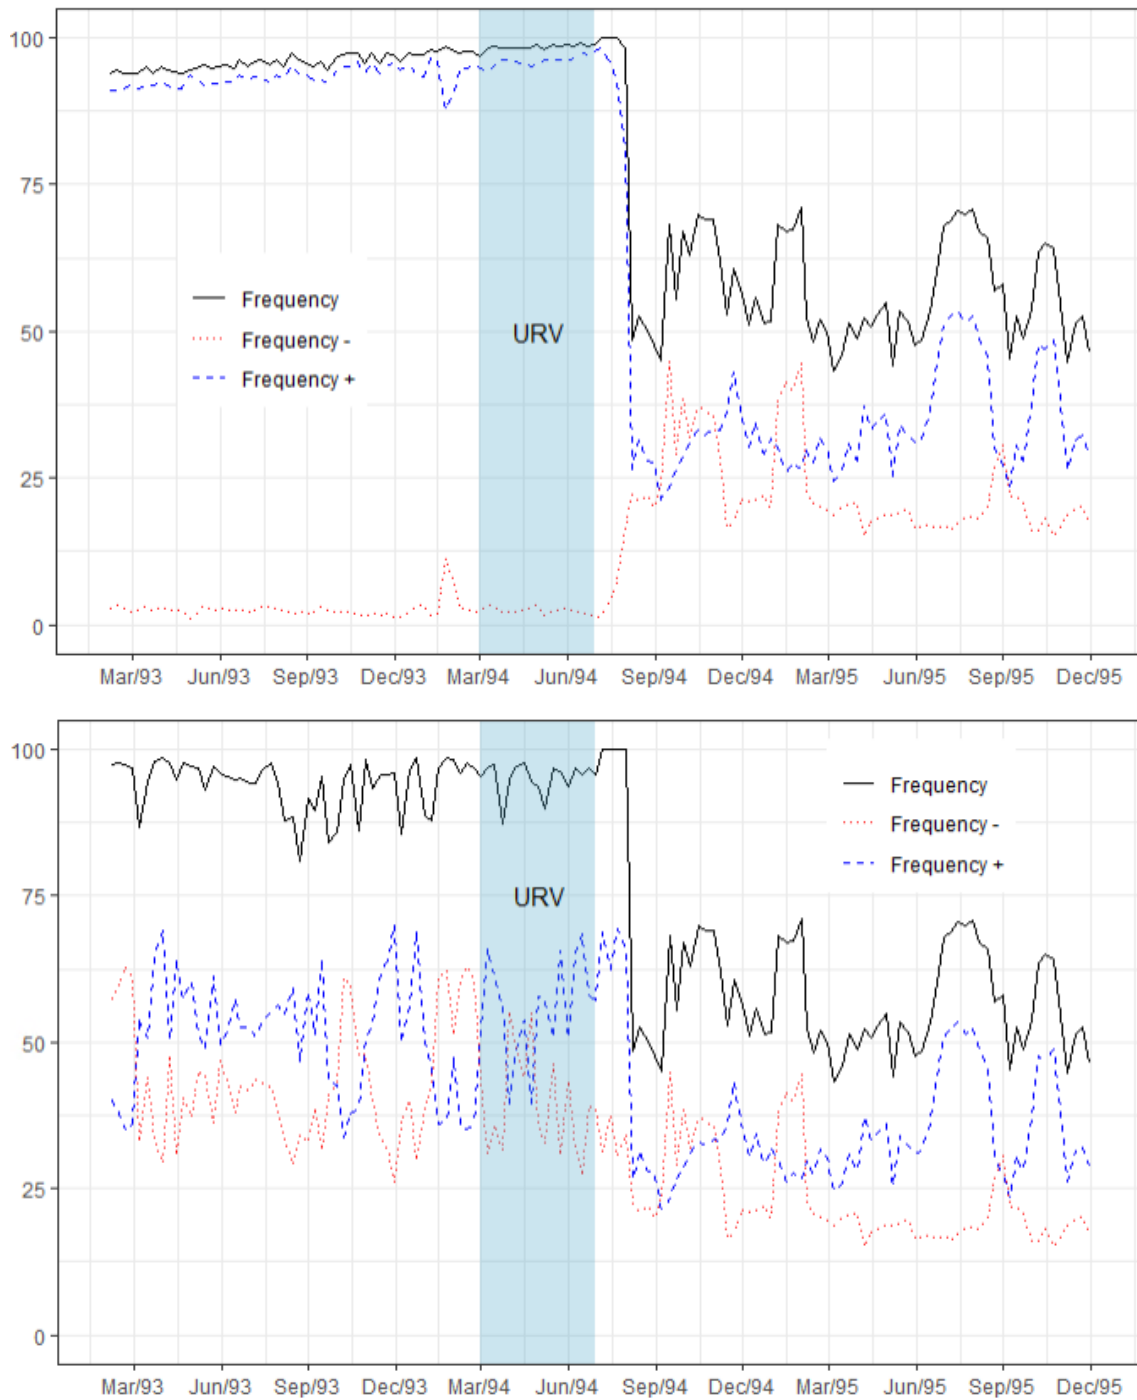 100
75
50
25
0
Frequency
Frequency -
Frequency +
URV
Mar/93 Jun/93 Sep/93 Dec/93 Mar/94 Jun/94 Sep/94 Dec/94 Mar/95 Jun/95 Sep/95 Dec/95
100
75
50
25
0
URV
Frequency
Frequency -
Frequency +
Mar/93 Jun/93 Sep/93 Dec/93 Mar/94 Jun/94 Sep/94 Dec/94 Mar/95 Jun/95 Sep/95 Dec/95